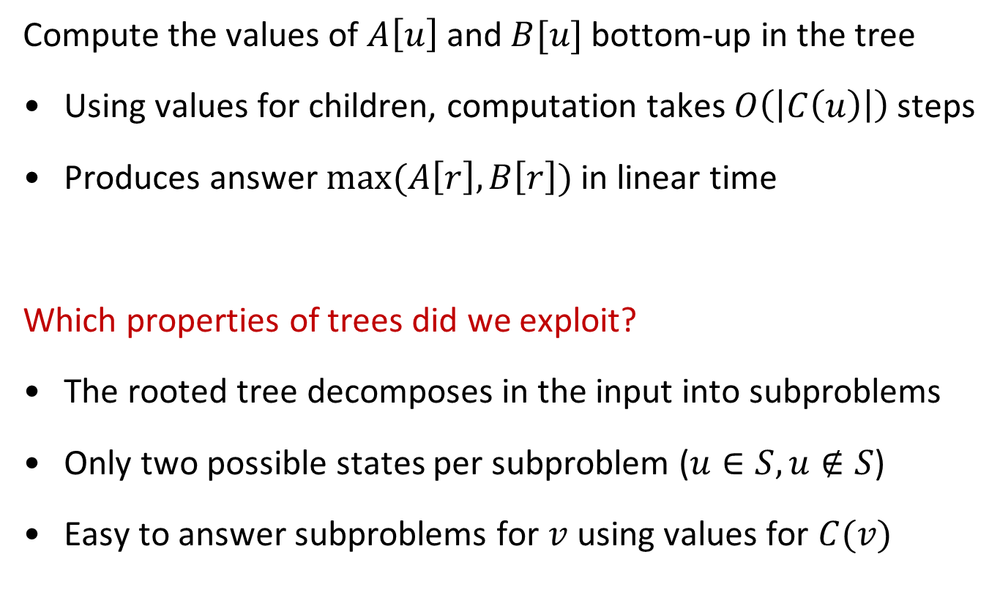 Compute the values of A[u] and B[u] bottom-up in the tree
• Using values for children, computation takes O(|C(u)|) steps
• Produces answer max(A[r], B[r]) in linear time
Which properties of trees did we exploit?
• The rooted tree decomposes in the input into subproblems
• Only two possible states per subproblem (u ∈ S, u ∉ S)
• Easy to answer subproblems for v using values for C(v)